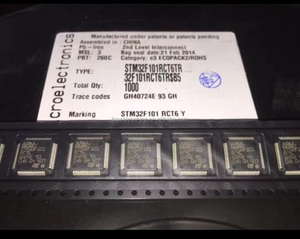 croelectronics
Manufactured under patents or patents pending
Assembled in : CHINA
Pb - Free 2nd Level Interconnect
MSL: 3 Bag seal date: 21 Feb 2014
PBT: 260C Category: e3 ECOPACK2/ROHS
TYPE: STM32F101RCT6TR
32F101RCT6TR$B5
Total Qty: 1000
Trace codes GH40724E 93 GH
Marking STM32F101 RCT6 Y